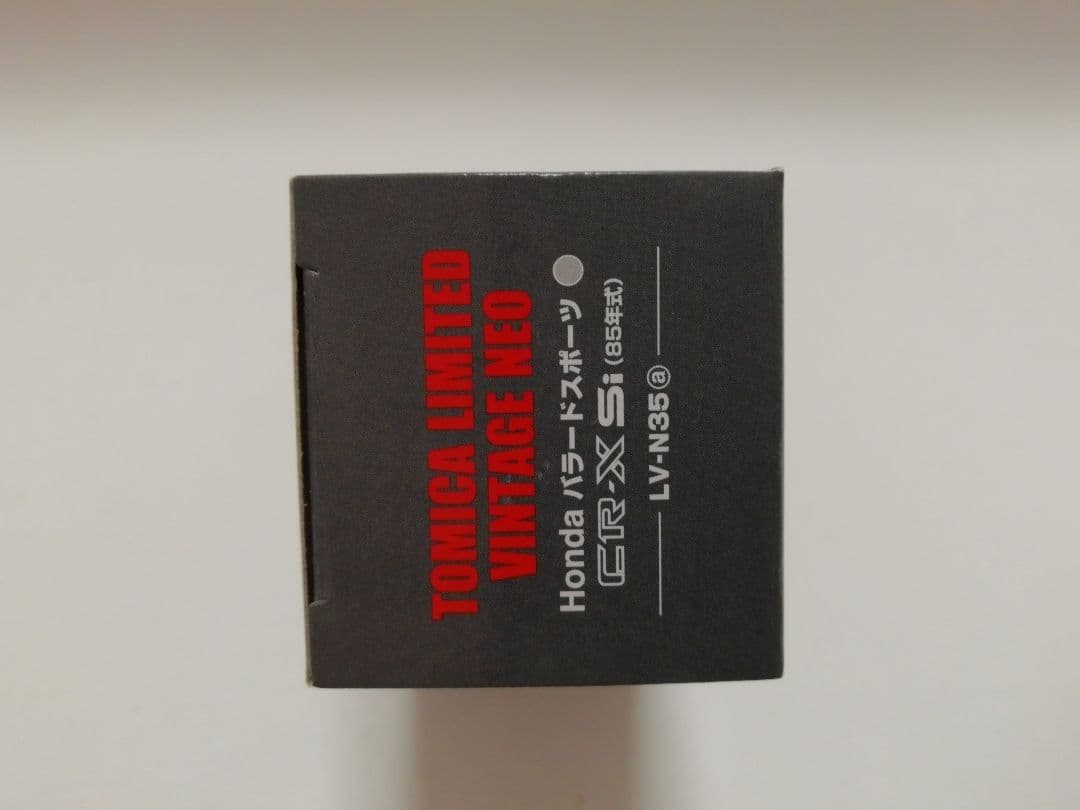 TOMICA LIMITED
VINTAGE NEO
Honda バラードスポーツ
CR-X Si (85年式)
LV-N35ⓐ